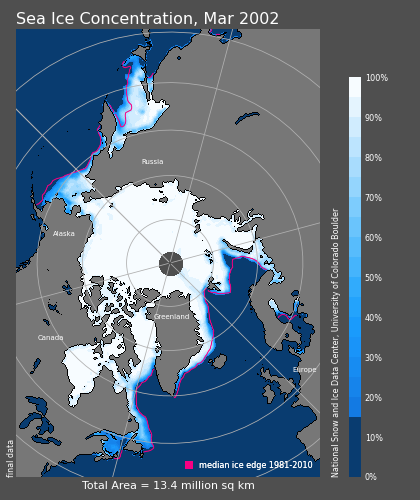 Sea Ice Concentration, Mar 2002
Russia
Alaska
Greenland
Canada
Europe
median ice edge 1981-2010
Total Area = 13.4 million sq km
final data
100%
90%
80%
70%
60%
50%
40%
30%
20%
10%
0%
National Snow and Ice Data Center, University of Colorado Boulder